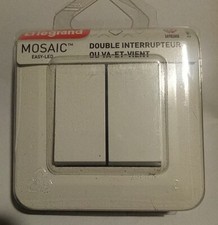 legrand
MOSAIC™ DOUBLE INTERRUPTEUR
EASY-LED OU VA-ET-VIENT